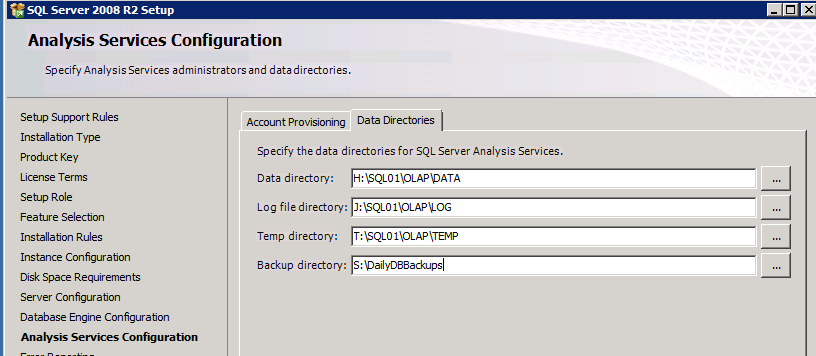 SQL Server 2008 R2 Setup
Analysis Services Configuration
Specify Analysis Services administrators and data directories.
Setup Support Rules
Installation Type
Product Key
License Terms
Setup Role
Feature Selection
Installation Rules
Instance Configuration
Disk Space Requirements
Server Configuration
Database Engine Configuration
Analysis Services Configuration
Error Reporting
Account Provisioning Data Directories
Specify the data directories for SQL Server Analysis Services.
Data directory: H:\SQL01\OLAP\DATA ...
Log file directory: J:\SQL01\OLAP\LOG ...
Temp directory: T:\SQL01\OLAP\TEMP ...
Backup directory: S:\DailyDBBackups ...